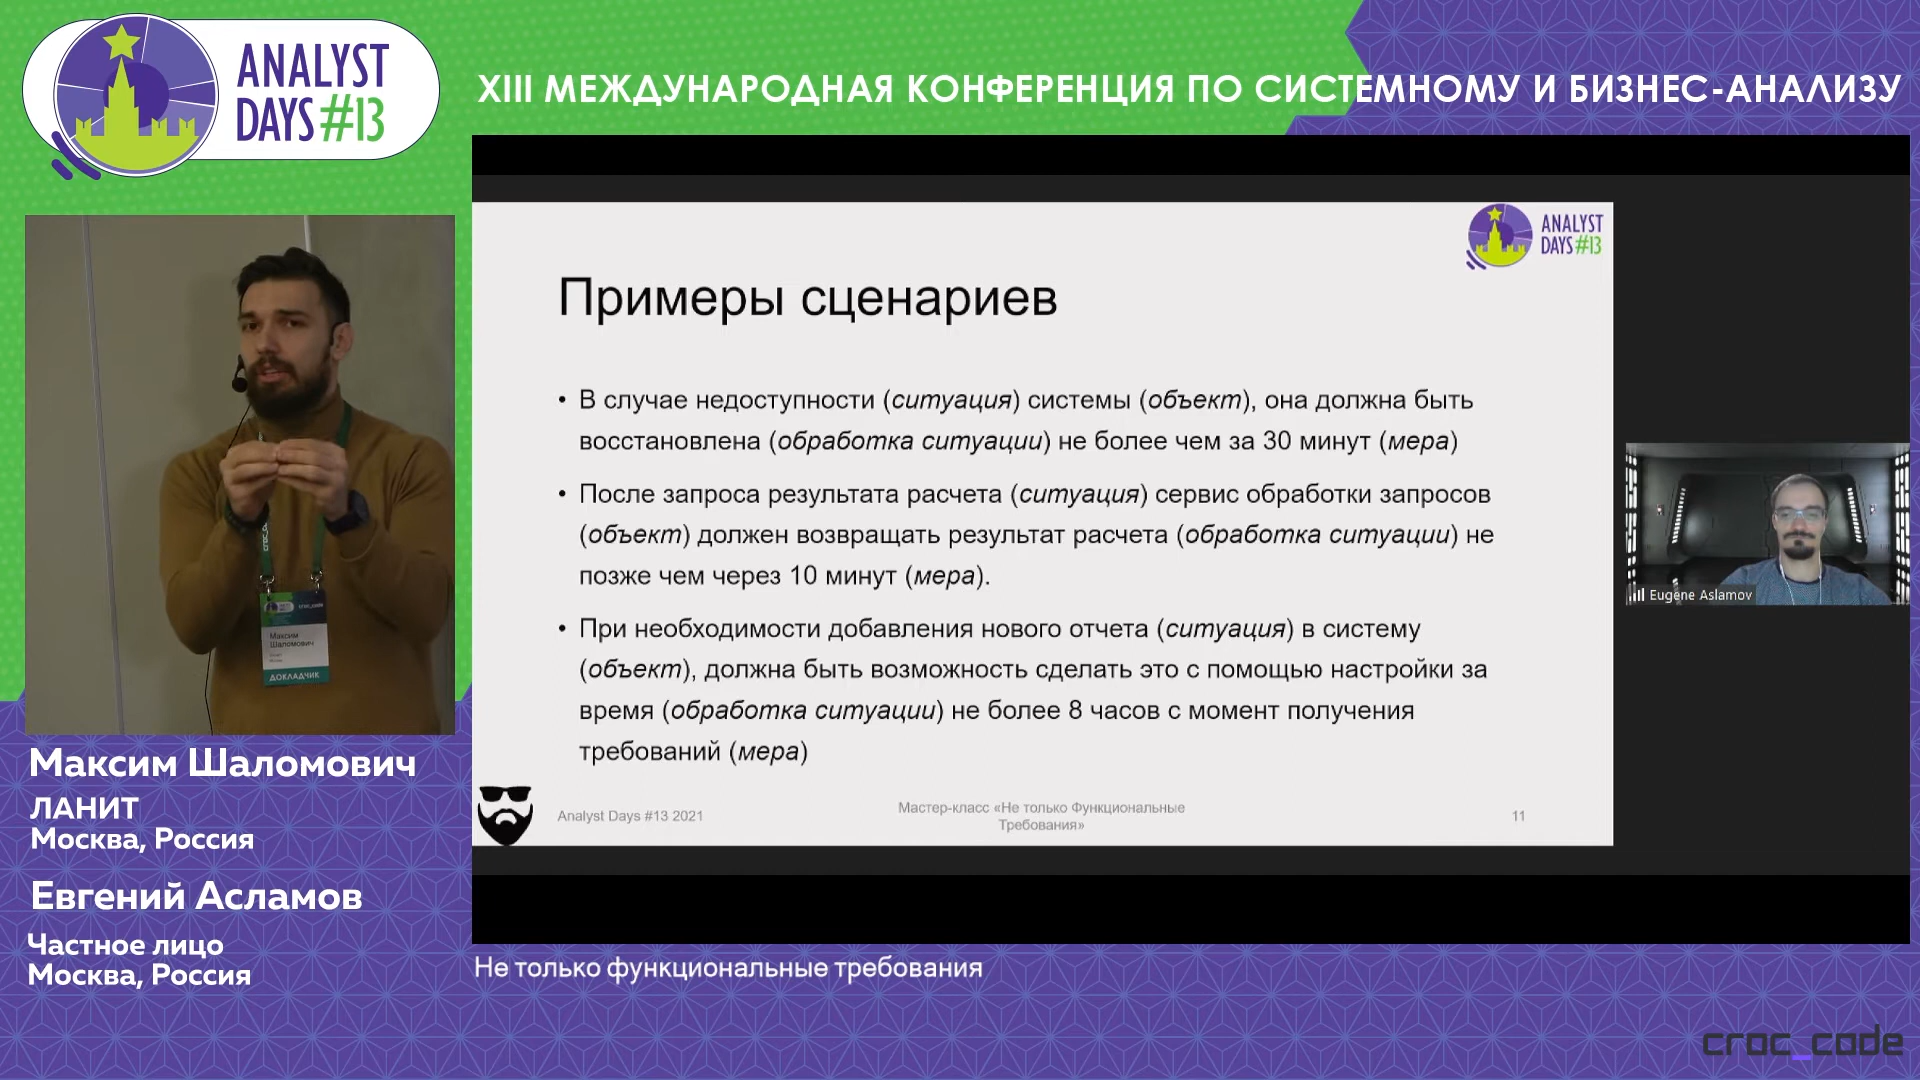 ANALYST
DAYS #13
XIII МЕЖДУНАРОДНАЯ КОНФЕРЕНЦИЯ ПО СИСТЕМНОМУ И БИЗНЕС-АНАЛИЗУ
ANALYST
DAYS #13
Примеры сценариев
• В случае недоступности (ситуация) системы (объект), она должна быть
восстановлена (обработка ситуации) не более чем за 30 минут (мера)
• После запроса результата расчета (ситуация) сервис обработки запросов
(объект) должен возвращать результат расчета (обработка ситуации) не
позже чем через 10 минут (мера).
• При необходимости добавления нового отчета (ситуация) в систему
(объект), должна быть возможность сделать это с помощью настройки за
время (обработка ситуации) не более 8 часов с момент получения
требований (мера)
Analyst Days #13 2021
Мастер-класс «Не только Функциональные
Требования»
11
Eugene Aslamov
Максим
Шаломович
ДОКЛАДЧИК
Максим Шаломович
ЛАНИТ
Москва, Россия
Евгений Асламов
Частное лицо
Москва, Россия
Не только функциональные требования
croc_code